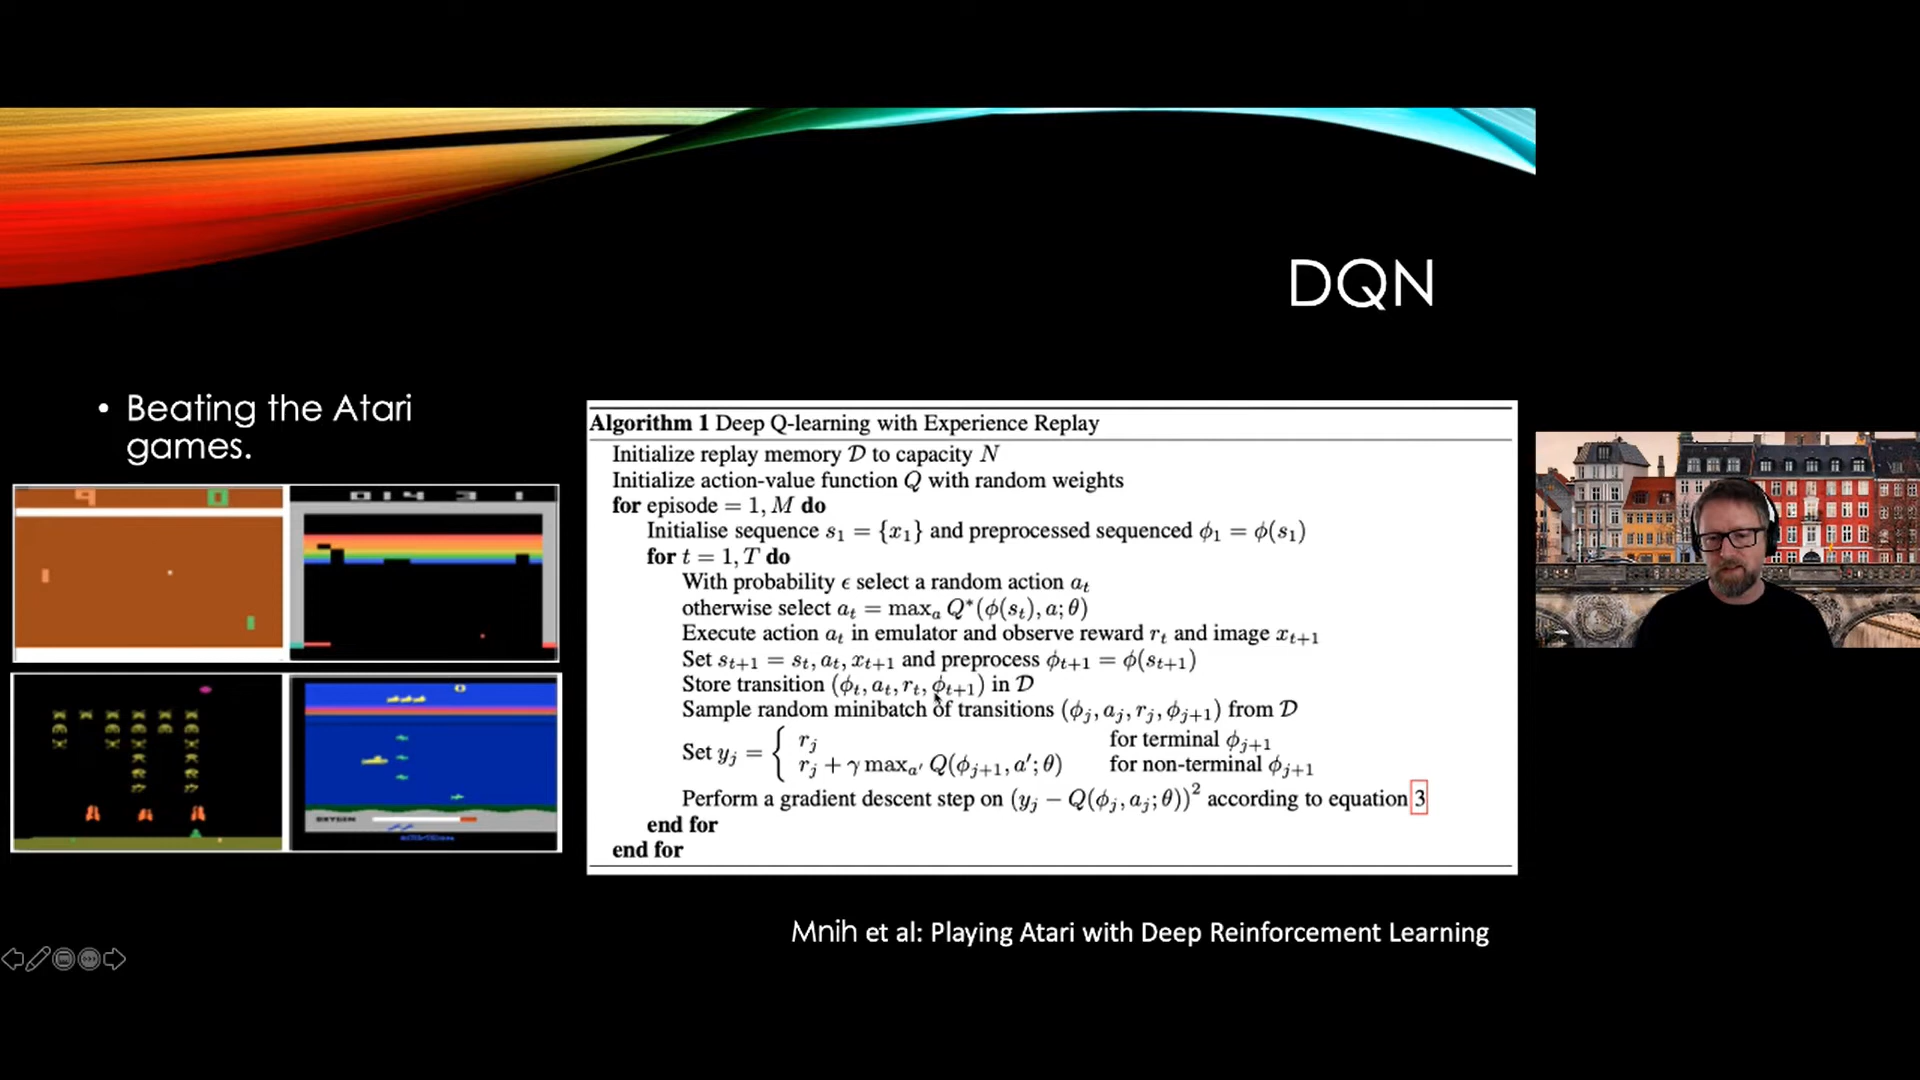 DQN
• Beating the Atari
games.
9 0
014 3 1
OXYGEN
ACTIVISION
Algorithm 1 Deep Q-learning with Experience Replay
Initialize replay memory 𝒟 to capacity N
Initialize action-value function Q with random weights
for episode = 1, M do
Initialise sequence s₁ = {x₁} and preprocessed sequenced ϕ₁ = ϕ(s₁)
for t = 1, T do
With probability ϵ select a random action aₜ
otherwise select aₜ = maxₐ Q*(ϕ(sₜ), a; θ)
Execute action aₜ in emulator and observe reward rₜ and image xₜ₊₁
Set sₜ₊₁ = sₜ, aₜ, xₜ₊₁ and preprocess ϕₜ₊₁ = ϕ(sₜ₊₁)
Store transition (ϕₜ, aₜ, rₜ, ϕₜ₊₁) in 𝒟
Sample random minibatch of transitions (ϕⱼ, aⱼ, rⱼ, ϕⱼ₊₁) from 𝒟
Set yⱼ = { rⱼ for terminal ϕⱼ₊₁
rⱼ + γ maxₐ′ Q(ϕⱼ₊₁, a′; θ) for non-terminal ϕⱼ₊₁
Perform a gradient descent step on (yⱼ − Q(ϕⱼ, aⱼ; θ))² according to equation 3
end for
end for
Mnih et al: Playing Atari with Deep Reinforcement Learning